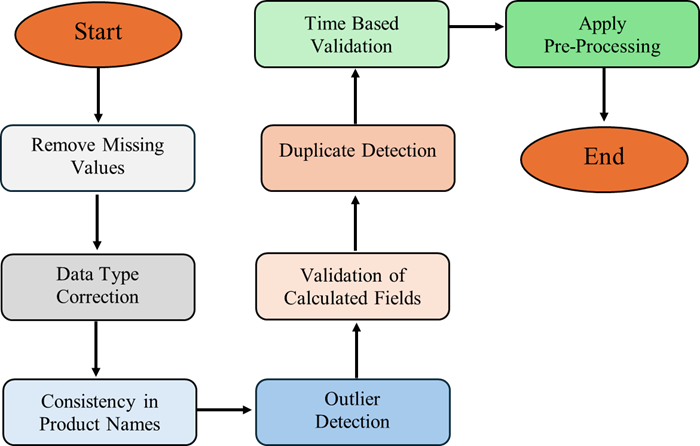 Start
Remove Missing
Values
Data Type
Correction
Consistency in
Product Names
Outlier
Detection
Validation of
Calculated Fields
Duplicate Detection
Time Based
Validation
Apply
Pre-Processing
End